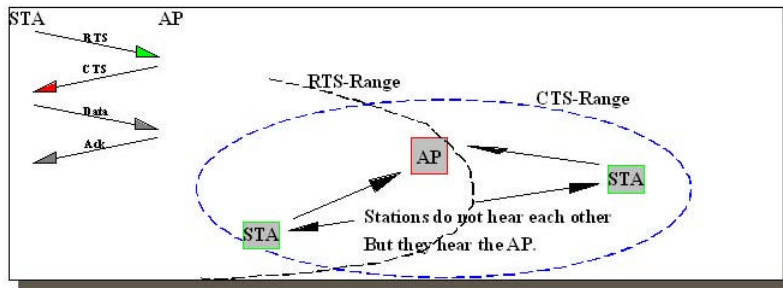 STA AP
RTS
CTS
Data
Ack
RTS-Range
CTS-Range
AP
STA
STA
Stations do not hear each other
But they hear the AP.